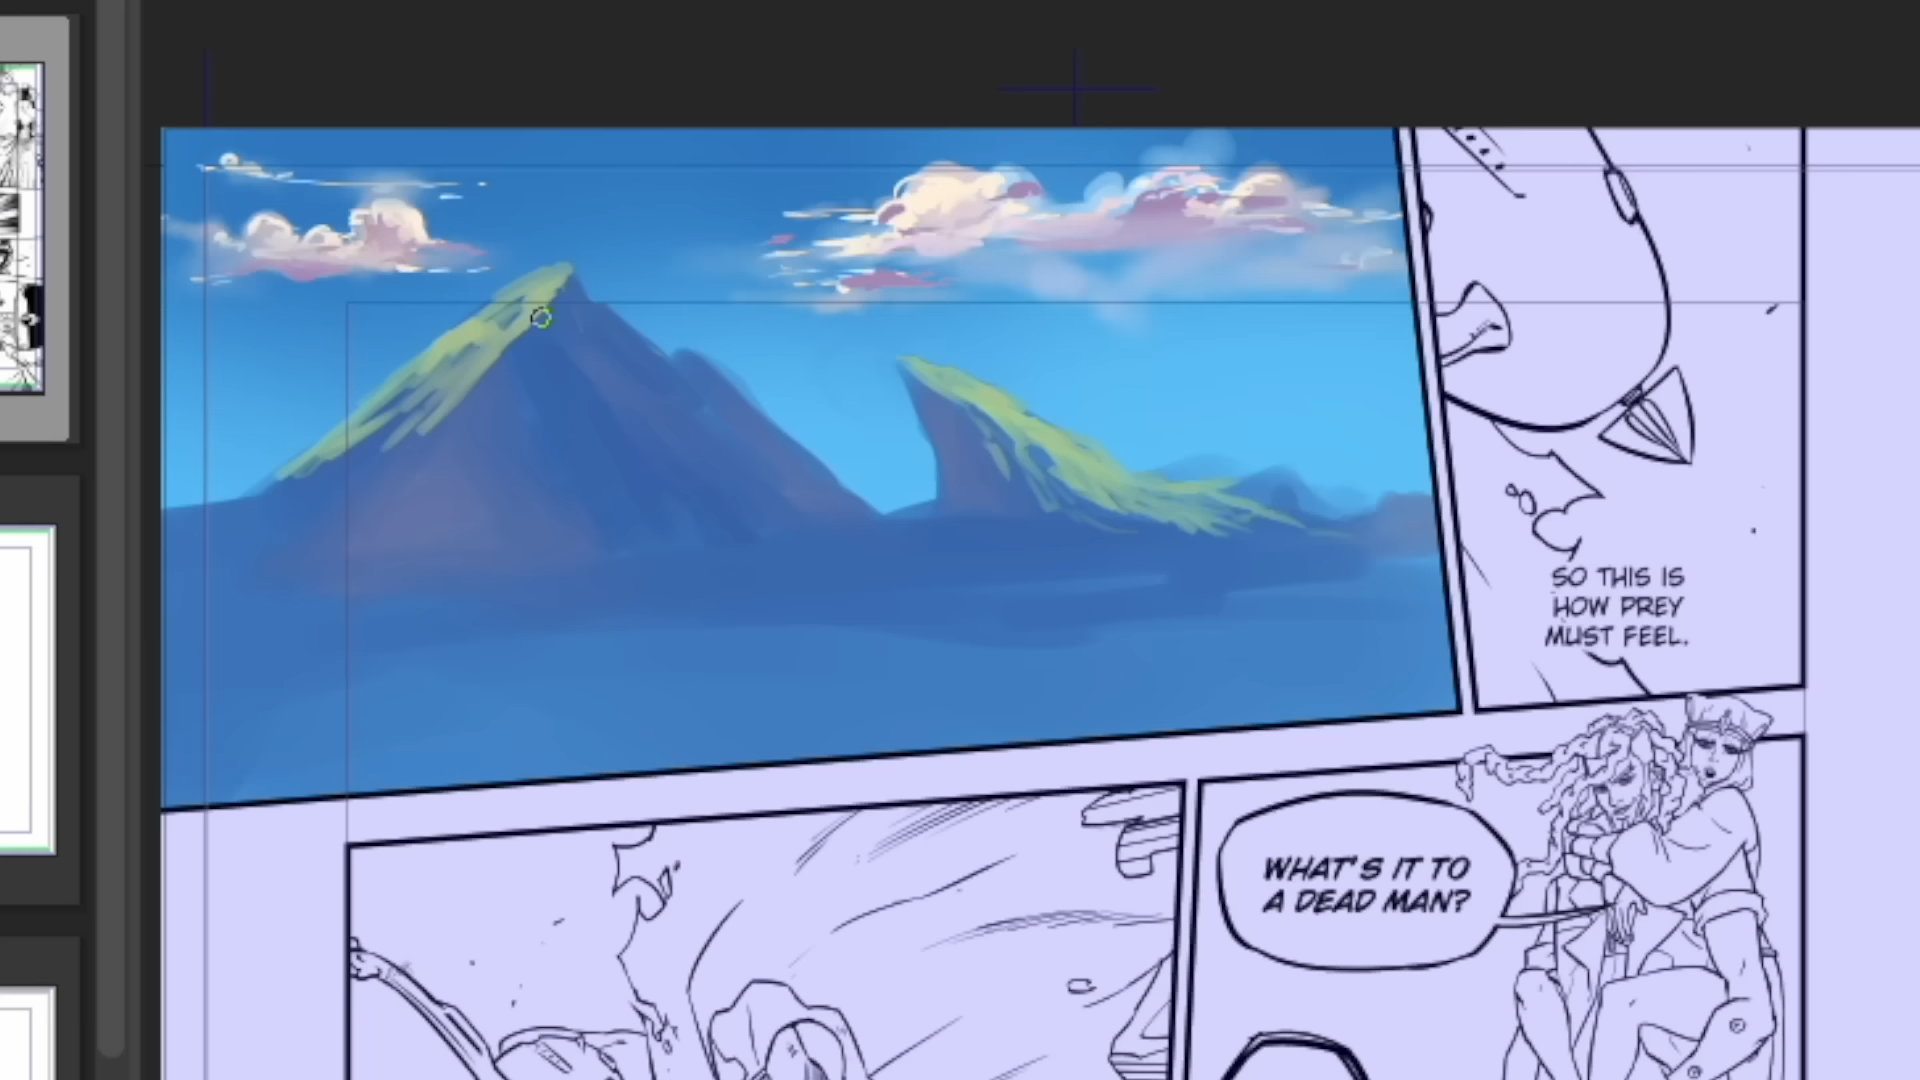 SO THIS IS
HOW PREY
MUST FEEL.
WHAT'S IT TO
A DEAD MAN?